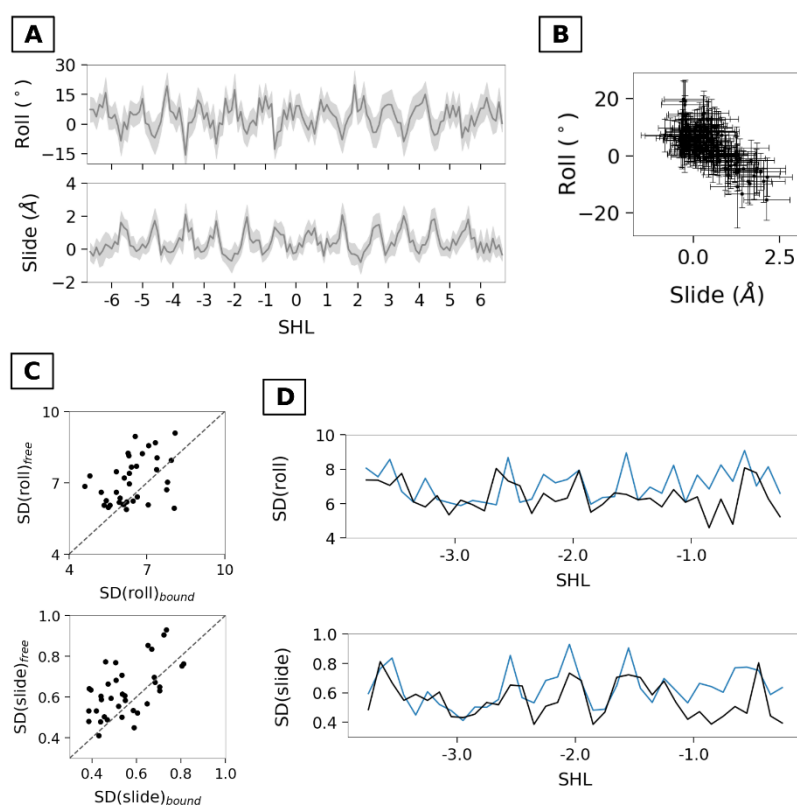 A
Roll (°)
30
15
0
−15
Slide (Å)
4
2
0
−2
-6 -5 -4 -3 -2 -1 0 1 2 3 4 5 6
SHL
B
Roll (°)
20
0
−20
0.0 2.5
Slide (Å)
C
SD(roll)free
10
7
4
4 7 10
SD(roll)bound
SD(slide)free
1.0
0.8
0.6
0.4
0.4 0.6 0.8 1.0
SD(slide)bound
D
SD(roll)
10
8
6
4
-3.0 -2.0 -1.0
SHL
SD(slide)
1.0
0.8
0.6
0.4
-3.0 -2.0 -1.0
SHL